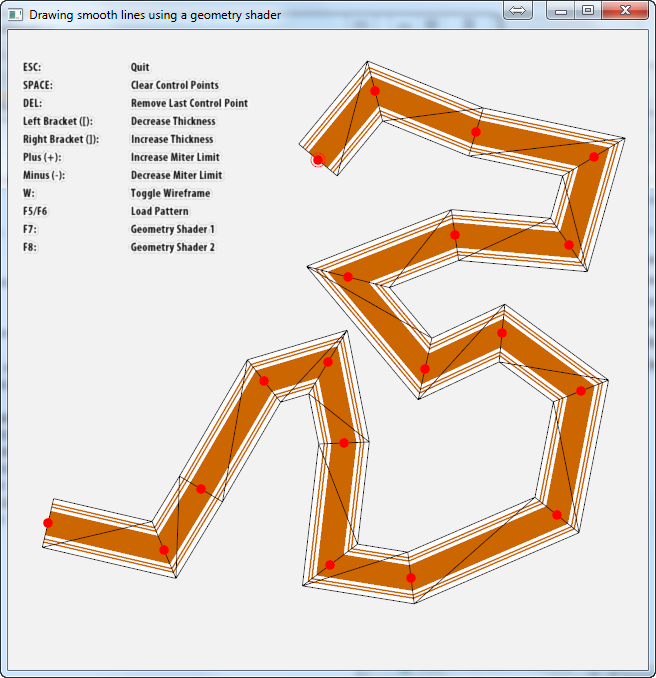 Drawing smooth lines using a geometry shader
ESC: Quit
SPACE: Clear Control Points
DEL: Remove Last Control Point
Left Bracket ([): Decrease Thickness
Right Bracket (]): Increase Thickness
Plus (+): Increase Miter Limit
Minus (-): Decrease Miter Limit
W: Toggle Wireframe
F5/F6 Load Pattern
F7: Geometry Shader 1
F8: Geometry Shader 2